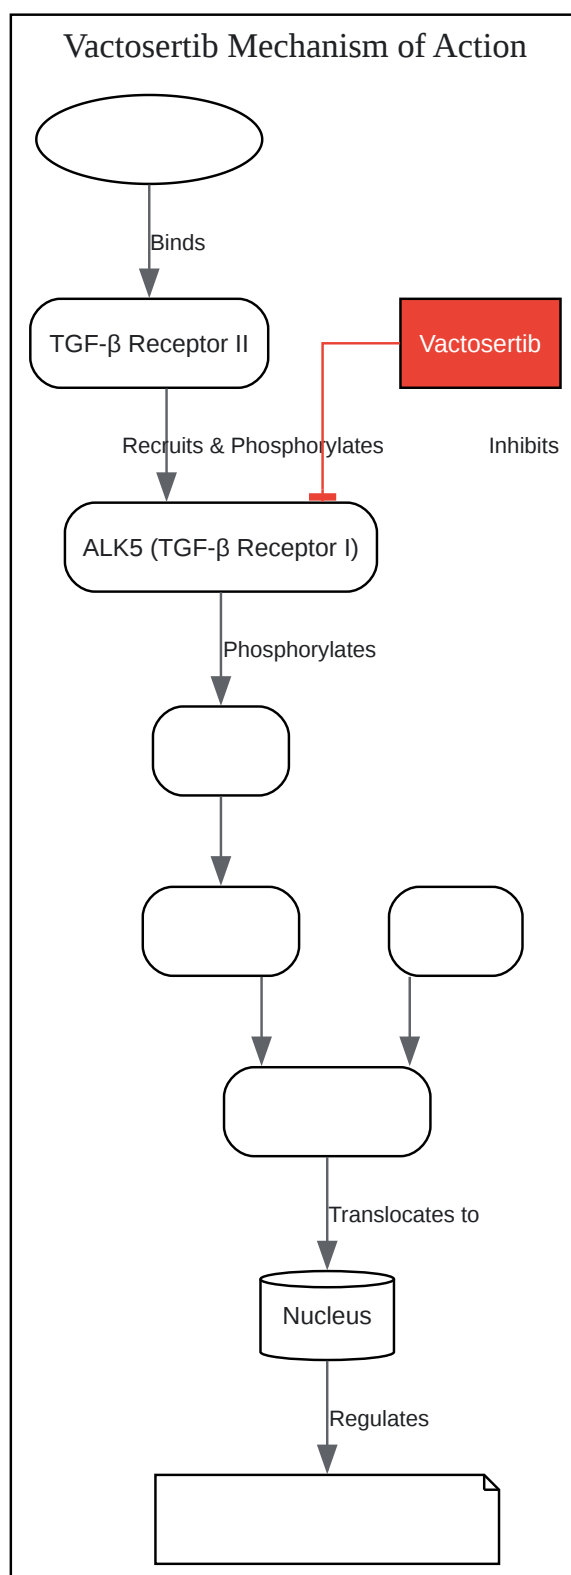 Vactosertib Mechanism of Action
Binds
TGF-β Receptor II
Vactosertib
Recruits & Phosphorylates
Inhibits
ALK5 (TGF-β Receptor I)
Phosphorylates
Translocates to
Nucleus
Regulates